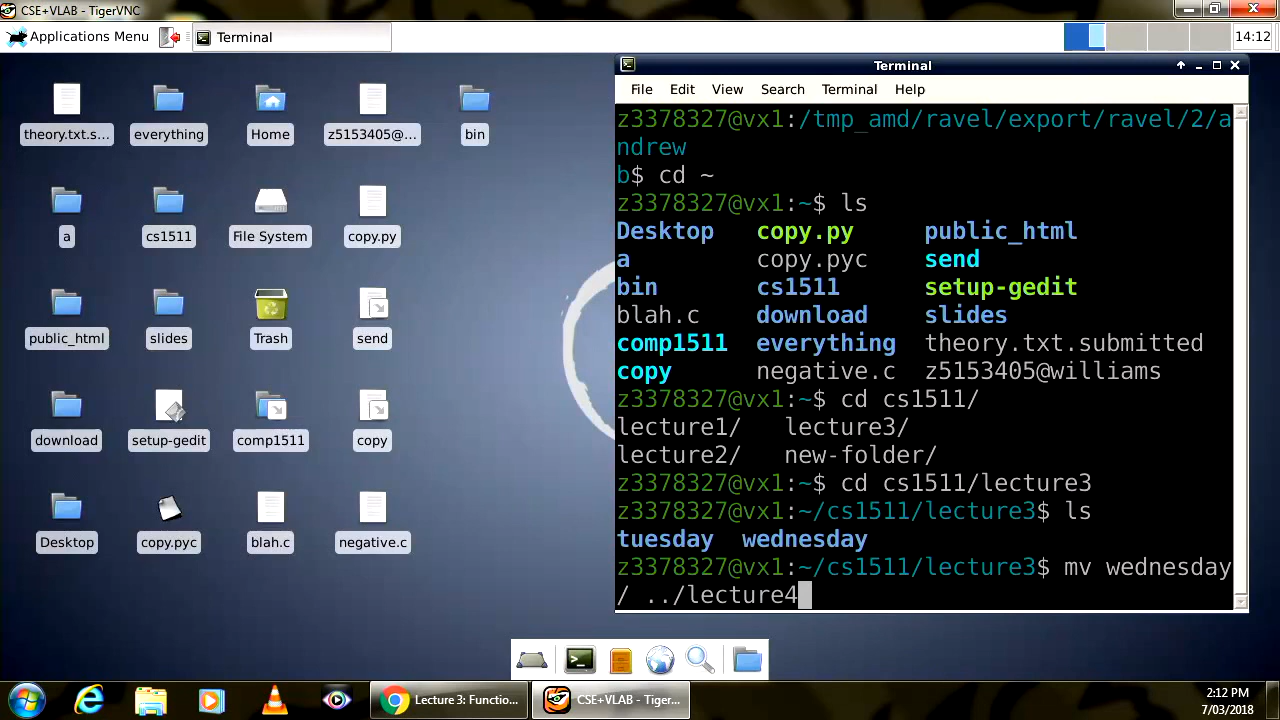 CSE+VLAB - TigerVNC
Applications Menu
Terminal
14:12
theory.txt.s...
everything
Home
z5153405@...
bin
a
cs1511
File System
copy.py
public_html
slides
Trash
send
download
setup-gedit
comp1511
copy
Desktop
copy.pyc
blah.c
negative.c
Terminal
File Edit View Search Terminal Help
z3378327@vx1:/tmp_amd/ravel/export/ravel/2/a
ndrew
b$ cd ~
z3378327@vx1:~$ ls
Desktop copy.py public_html
a copy.pyc send
bin cs1511 setup-gedit
blah.c download slides
comp1511 everything theory.txt.submitted
copy negative.c z5153405@williams
z3378327@vx1:~$ cd cs1511/
lecture1/ lecture3/
lecture2/ new-folder/
z3378327@vx1:~$ cd cs1511/lecture3
z3378327@vx1:~/cs1511/lecture3$ ls
tuesday wednesday
z3378327@vx1:~/cs1511/lecture3$ mv wednesday
/ ../lecture4
Lecture 3: Functio...
CSE+VLAB - TigerV...
2:12 PM
7/03/2018